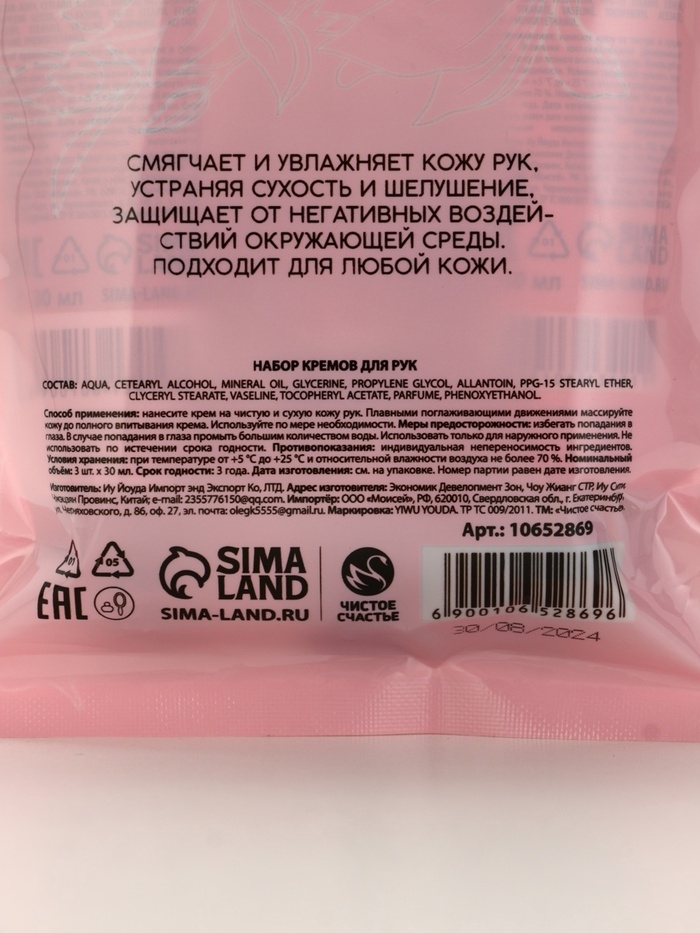 СМЯГЧАЕТ И УВЛАЖНЯЕТ КОЖУ РУК,
УСТРАНЯЯ СУХОСТЬ И ШЕЛУШЕНИЕ,
ЗАЩИЩАЕТ ОТ НЕГАТИВНЫХ ВОЗДЕЙ-
СТВИЙ ОКРУЖАЮЩЕЙ СРЕДЫ.
ПОДХОДИТ ДЛЯ ЛЮБОЙ КОЖИ.
НАБОР КРЕМОВ ДЛЯ РУК
СОСТАВ: AQUA, CETEARYL ALCOHOL, MINERAL OIL, GLYCERINE, PROPYLENE GLYCOL, ALLANTOIN, PPG-15 STEARYL ETHER,
GLYCERYL STEARATE, VASELINE, TOCOPHERYL ACETATE, PARFUME, PHENOXYETHANOL.
Способ применения: нанесите крем на чистую и сухую кожу рук. Плавными поглаживающими движениями массируйте
кожу до полного впитывания крема. Используйте по мере необходимости. Меры предосторожности: избегать попадания в
глаза. В случае попадания в глаза промыть большим количеством воды. Использовать только для наружного применения. Не
использовать по истечении срока годности. Противопоказания: индивидуальная непереносимость ингредиентов.
Условия хранения: при температуре от +5 °C до +25 °C и относительной влажности воздуха не более 70 %. Номинальный
объём: 3 шт. х 30 мл. Срок годности: 3 года. Дата изготовления: см. на упаковке. Номер партии равен дате изготовления.
Изготовитель: Иу Йоуда Импорт энд Экспорт Ко, ЛТД. Адрес изготовителя: Экономик Девелопмент Зон, Чоу Жианг СТР, Иу Сити,
Чжэцзян Провинс, Китай; e-mail: 2355776150@qq.com. Импортёр: ООО «Моисей», РФ, 620010, Свердловская обл., г. Екатеринбург,
ул. Черняховского, д. 86, оф. 27, эл. почта: olegk5555@gmail.ru. Маркировка: YIWU YOUDA. ТР ТС 009/2011. ТМ: «Чистое счастье»
Арт.: 10652869
01
05
EAC
SIMA
LAND
SIMA-LAND.RU
ЧИСТОЕ
СЧАСТЬЕ
6 900106 528696
30/08/2024